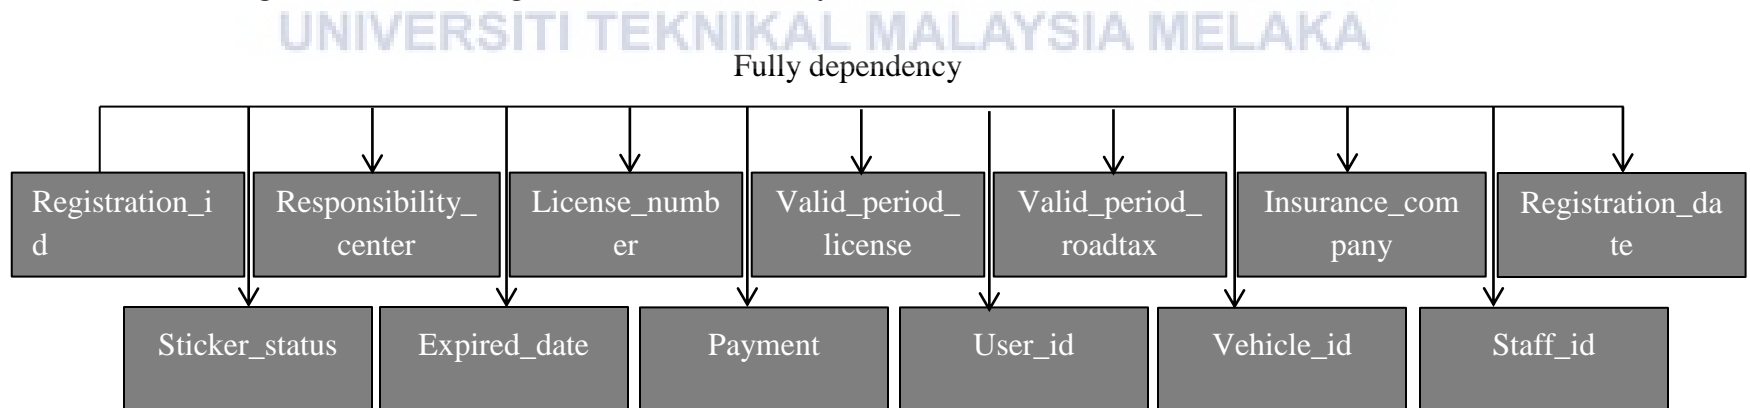 UNIVERSITI TEKNIKAL MALAYSIA MELAKA
Fully dependency
Registration_i
d
Responsibility_
center
License_numb
er
Valid_period_
license
Valid_period_
roadtax
Insurance_com
pany
Registration_da
te
Sticker_status
Expired_date
Payment
User_id
Vehicle_id
Staff_id